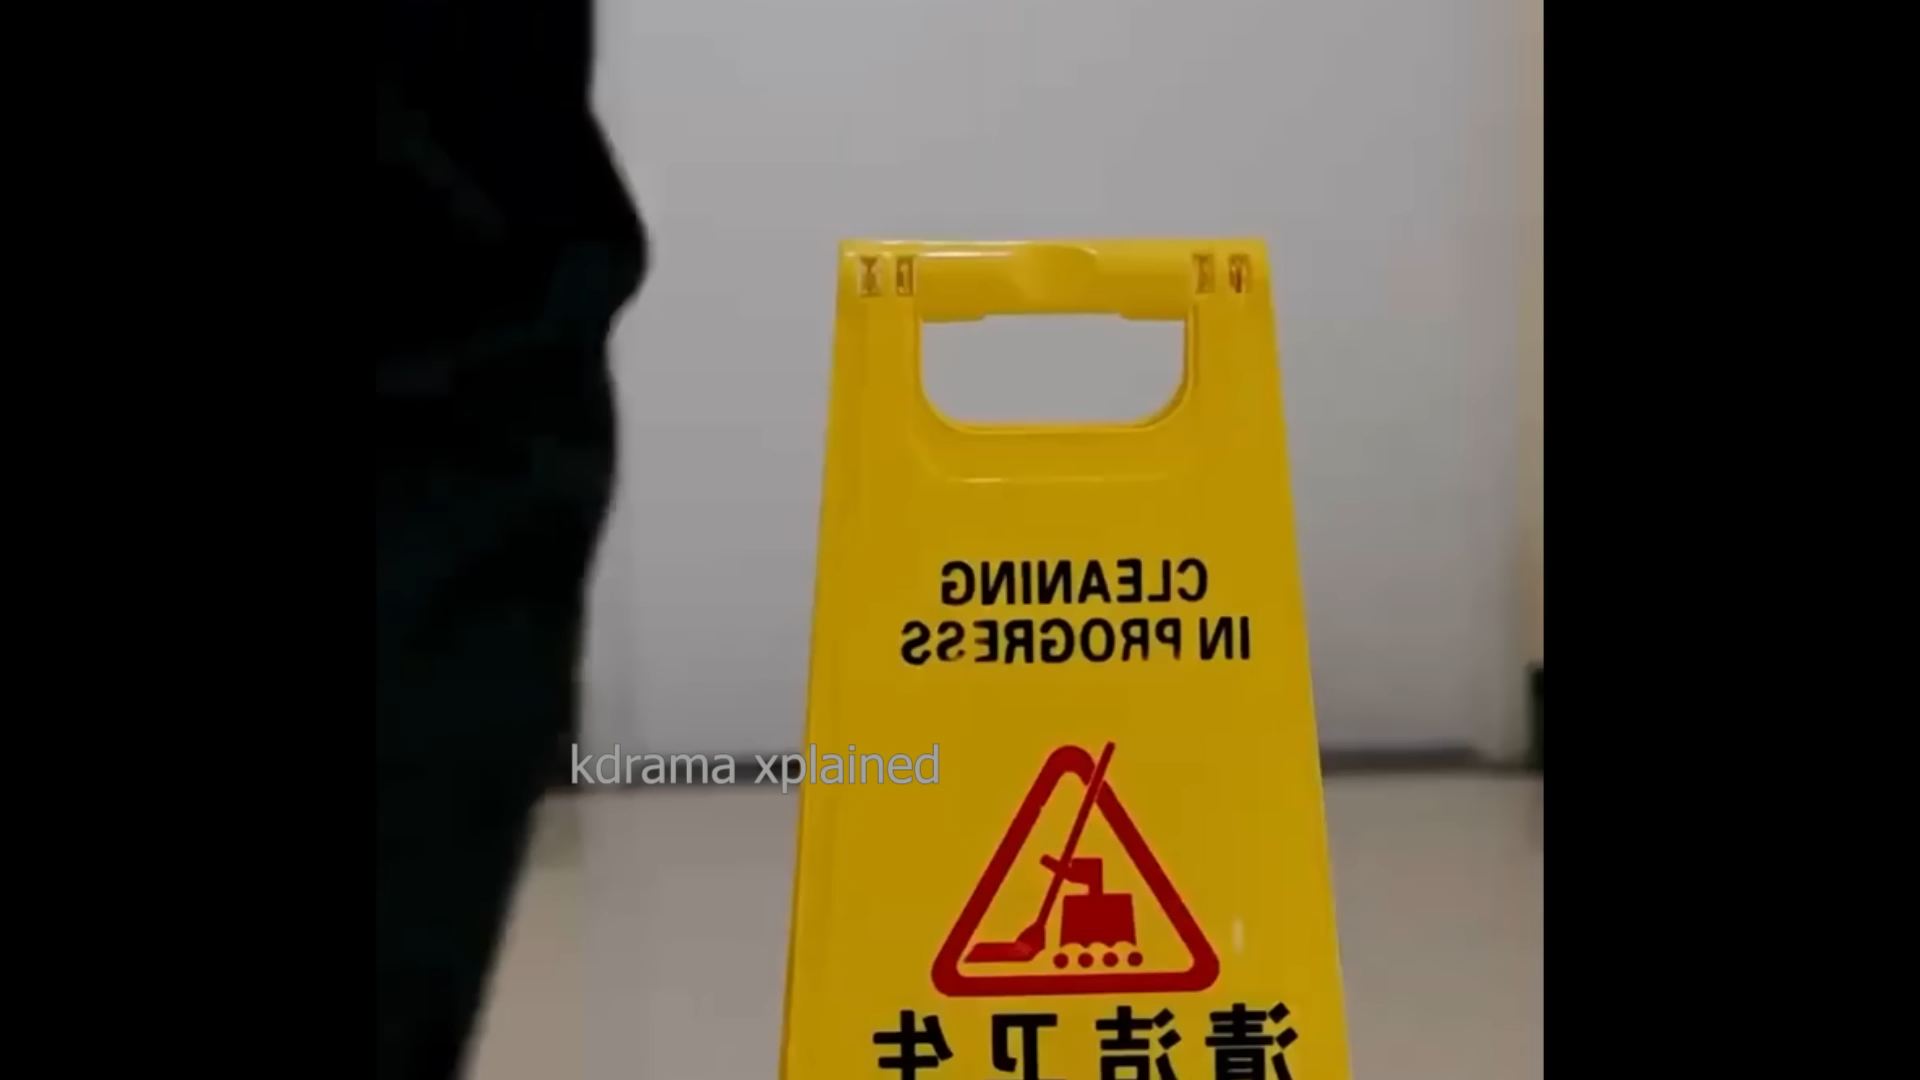 CLEANING
IN PROGRESS
kdrama xplained
清洁卫生